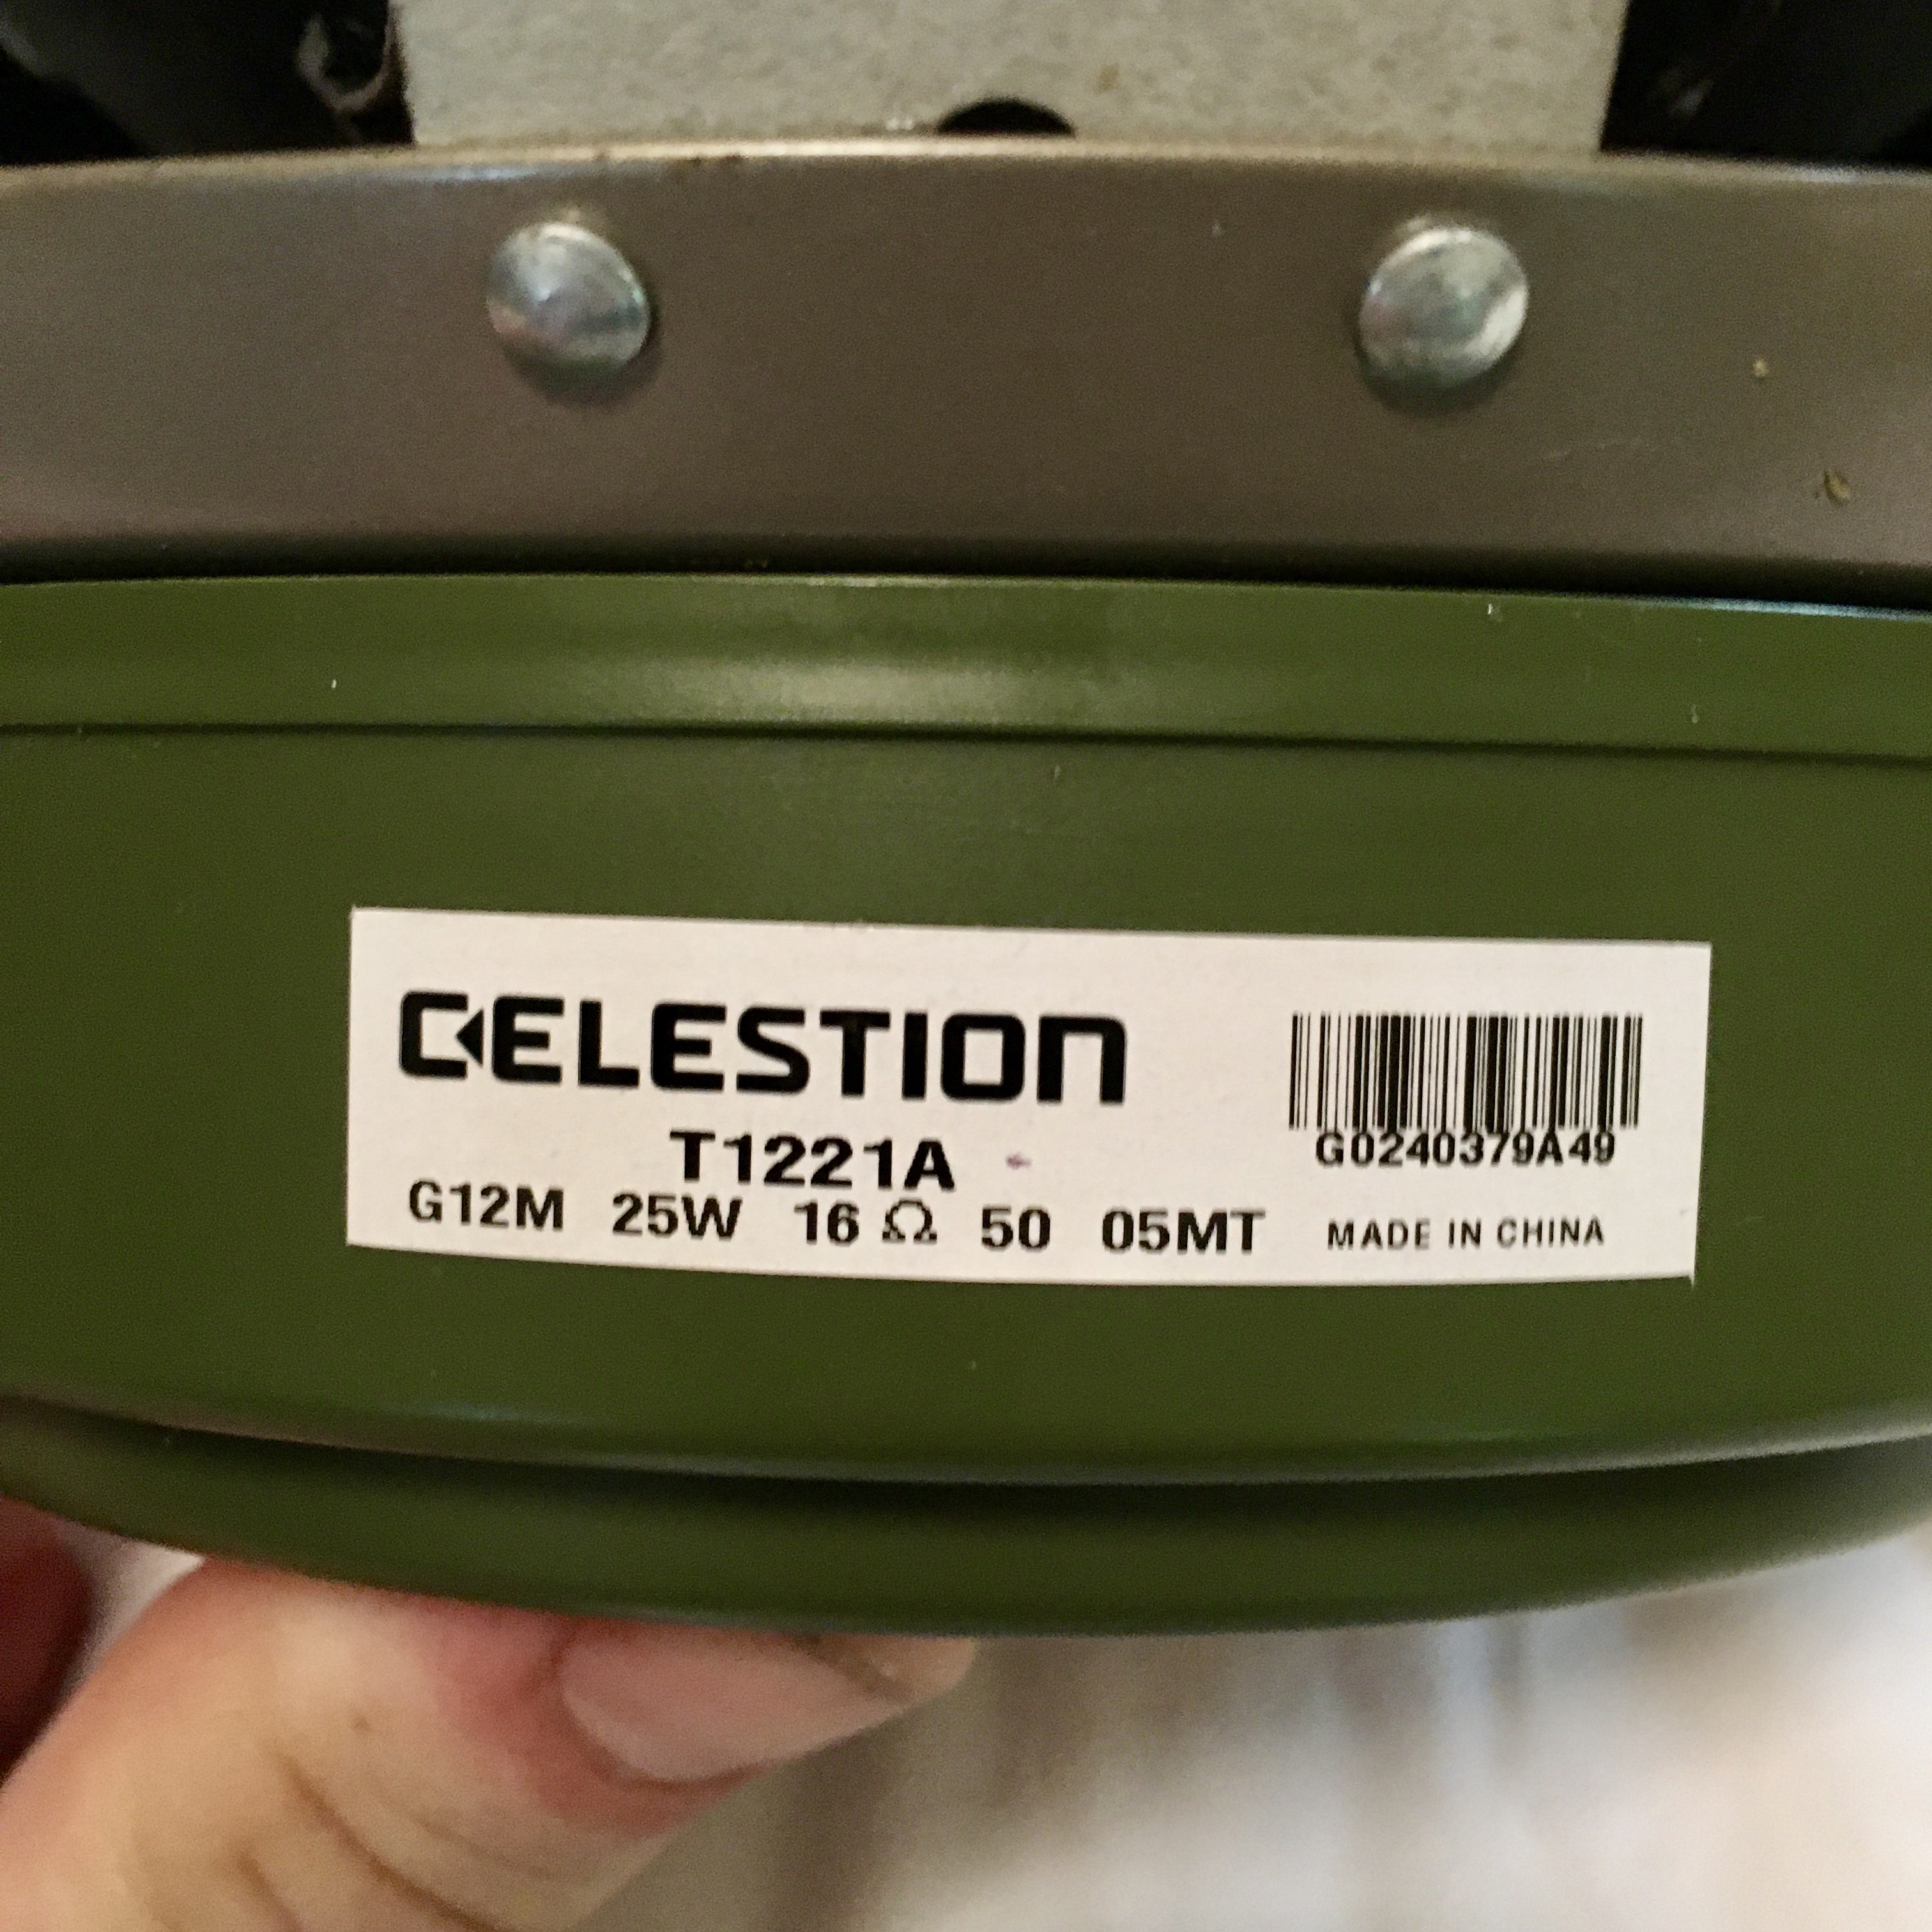 CELESTION
T1221A
G12M 25W 16 Ω 50 05MT
G0240379A49
MADE IN CHINA